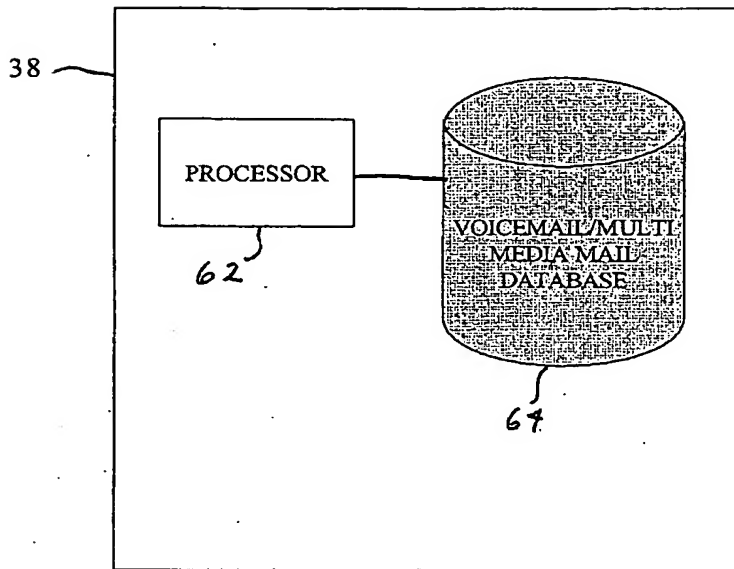 38
PROCESSOR
62
VOICEMAIL/MULTI
MEDIA MAIL
DATABASE
64